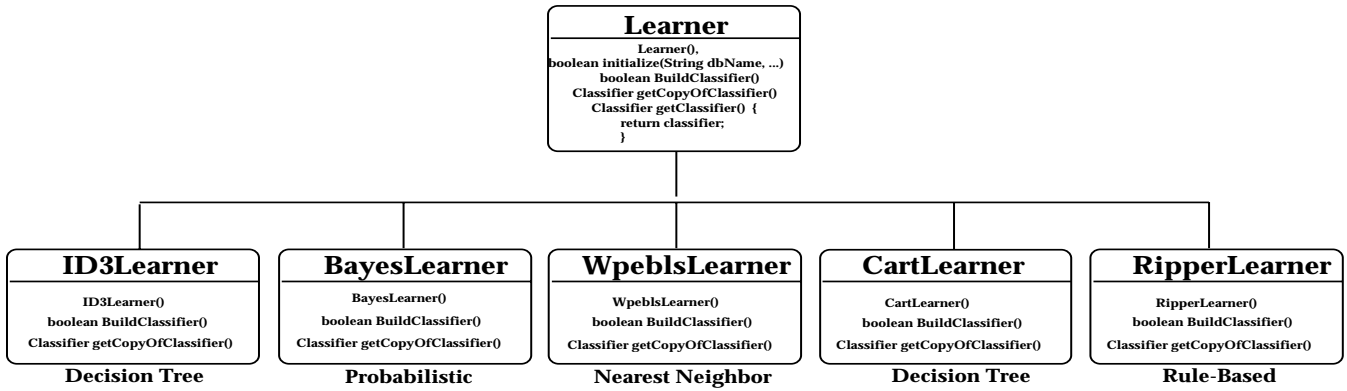 Learner
Learner(),
boolean initialize(String dbName, ...)
boolean BuildClassifier()
Classifier getCopyOfClassifier()
Classifier getClassifier() {
return classifier;
}
ID3Learner
ID3Learner()
boolean BuildClassifier()
Classifier getCopyOfClassifier()
Decision Tree
BayesLearner
BayesLearner()
boolean BuildClassifier()
Classifier getCopyOfClassifier()
Probabilistic
WpeblsLearner
WpeblsLearner()
boolean BuildClassifier()
Classifier getCopyOfClassifier()
Nearest Neighbor
CartLearner
CartLearner()
boolean BuildClassifier()
Classifier getCopyOfClassifier()
Decision Tree
RipperLearner
RipperLearner()
boolean BuildClassifier()
Classifier getCopyOfClassifier()
Rule-Based